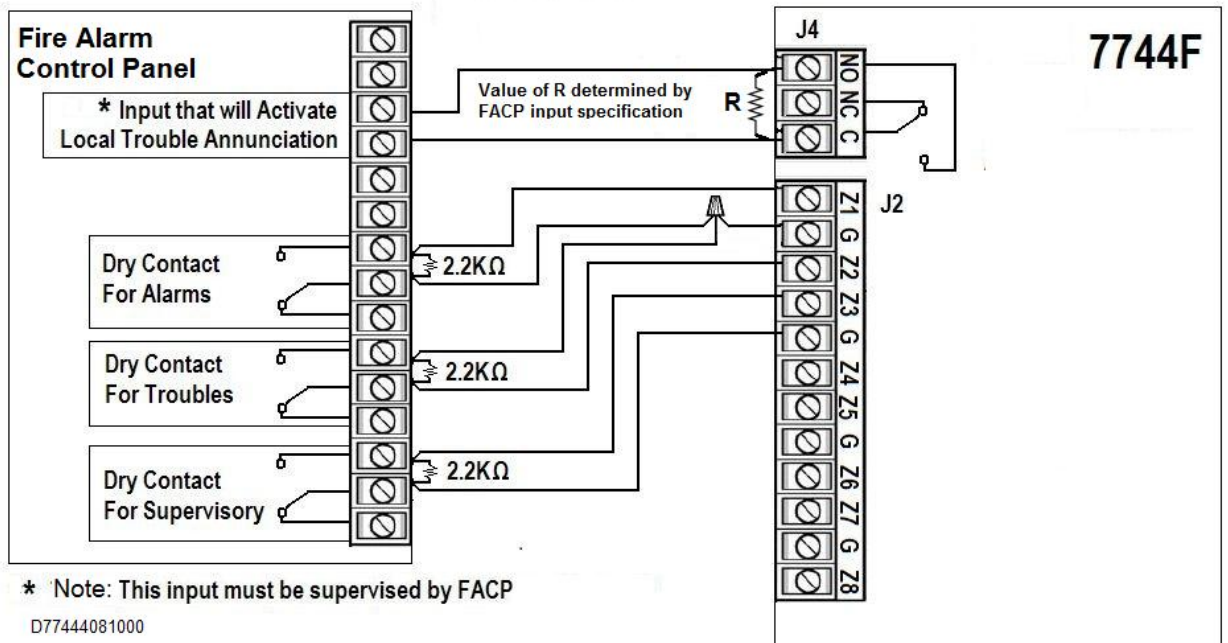 Fire Alarm
Control Panel
* Input that will Activate
Local Trouble Annunciation
Value of R determined by
FACP input specification
R
J4
NO
NC
C
7744F
J2
Z1
G
Z2
Z3
G
Z4
Z5
G
Z6
Z7
G
Z8
Dry Contact
For Alarms
2.2KΩ
Dry Contact
For Troubles
2.2KΩ
Dry Contact
For Supervisory
2.2KΩ
* Note: This input must be supervised by FACP
D77444081000